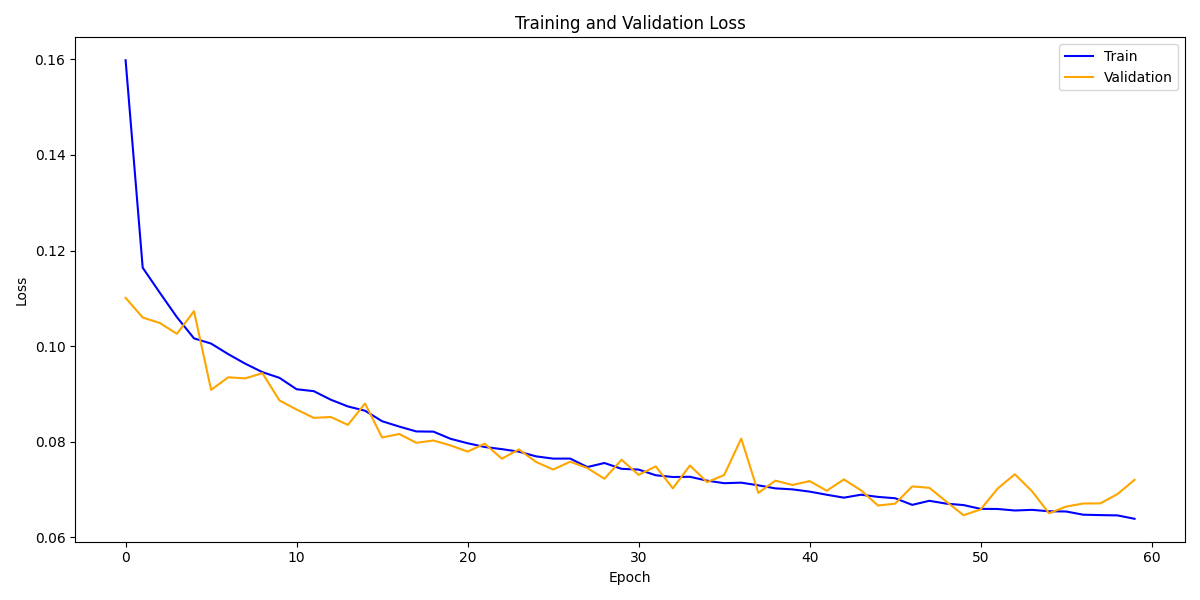 Training and Validation Loss
Train
Validation
0.16
0.14
0.12
0.10
0.08
0.06
Loss
0 10 20 30 40 50 60
Epoch